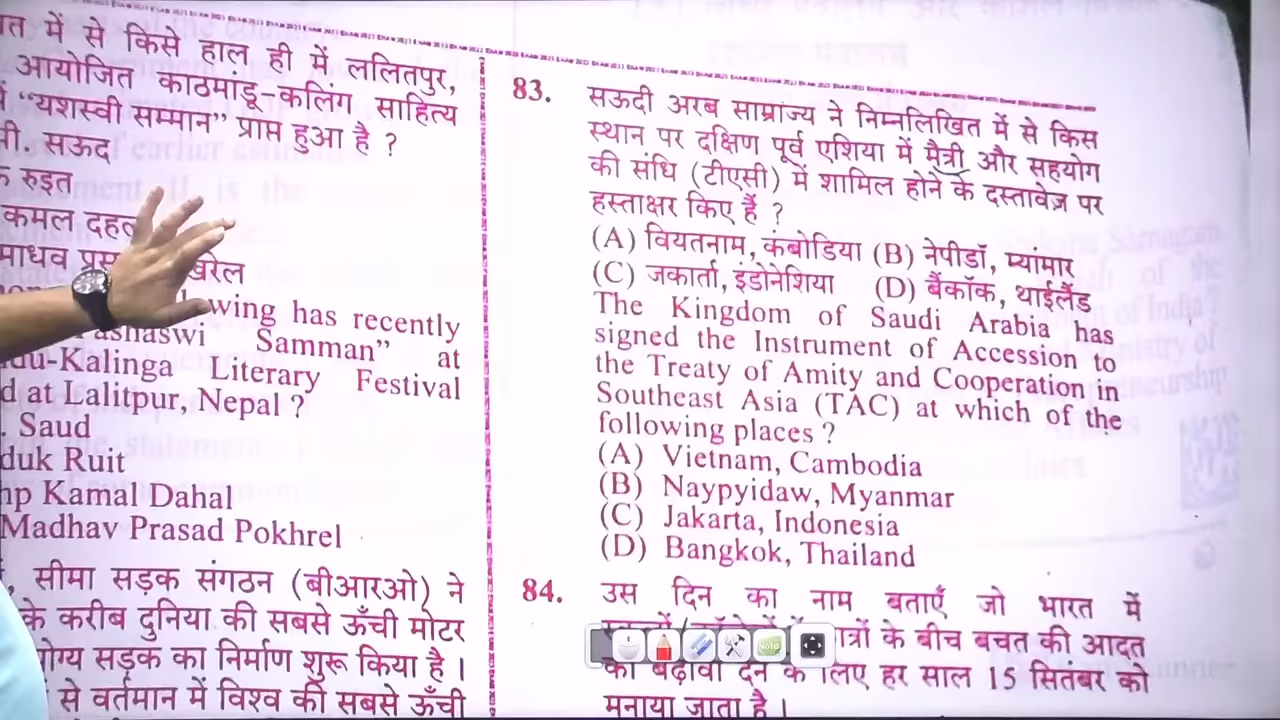 में से किसे हाल ही में ललितपुर,
आयोजित काठमांडू-कलिंग साहित्य
“यशस्वी सम्मान” प्राप्त हुआ है ?
सऊद
रुइत
कमल दहल
माधव
wing has recently
Samman” at
du-Kalinga Literary Festival
d at Jalitpur, Nepal ?
Saud
duk Ruit
Kamal Dahal
Madhav Prasad Pokhrel
सीमा सड़क संगठन (बीआरओ) ने
के करीब दुनिया की सबसे ऊँची मोटर
योग्य सड़क का निर्माण शुरू किया है ।
से वर्तमान में विश्व की सबसे ऊँची
83. सऊदी अरब साम्राज्य ने निम्नलिखित में से किस
स्थान पर दक्षिण पूर्व एशिया में मैत्री और सहयोग
की संधि (टीएसी) में शामिल होने के दस्तावेज़ पर
हस्ताक्षर किए हैं ?
(A) वियतनाम, कंबोडिया (B) नेपीडॉ, म्यांमार
(C) जकार्ता, इंडोनेशिया (D) बैंकॉक, थाईलैंड
The Kingdom of Saudi Arabia has
signed the Instrument of Accession to
the Treaty of Amity and Cooperation in
Southeast Asia (TAC) at which of the
following places ?
(A) Vietnam, Cambodia
(B) Naypyidaw, Myanmar
(C) Jakarta, Indonesia
(D) Bangkok, Thailand
84. उस दिन का नाम बताएँ जो भारत में
के बीच बचत की आदत
को बढ़ावा देने के लिए हर साल 15 सितंबर को
मनाया जाता है ।